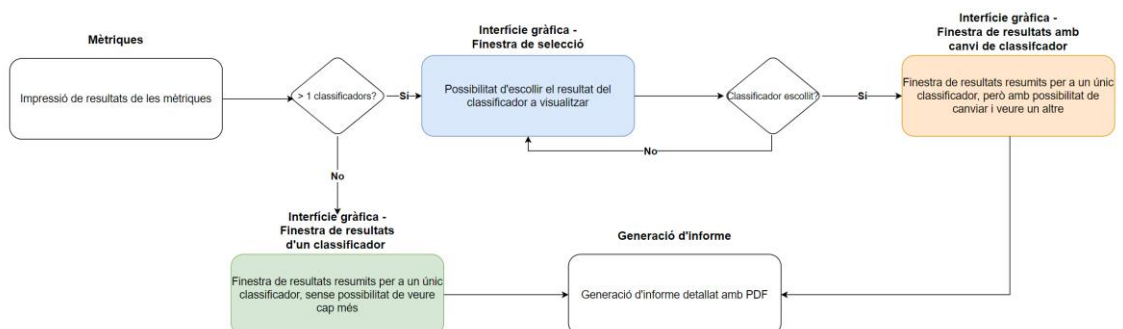 Mètriques
Impressió de resultats de les mètriques
> 1 classificadors?
Sí
Interfície gràfica -
Finestra de selecció
Possibilitat d'escollir el resultat del
classificador a visualitzar
Classificador escollit?
Sí
No
Interfície gràfica -
Finestra de resultats amb
canvi de classifcador
Finestra de resultats resumits per a un únic
classificador, però amb possibilitat de
canviar i veure un altre
No
Interfície gràfica -
Finestra de resultats
d'un classificador
Finestra de resultats resumits per a un únic
classificador, sense possibilitat de veure
cap més
Generació d'informe
Generació d'informe detallat amb PDF